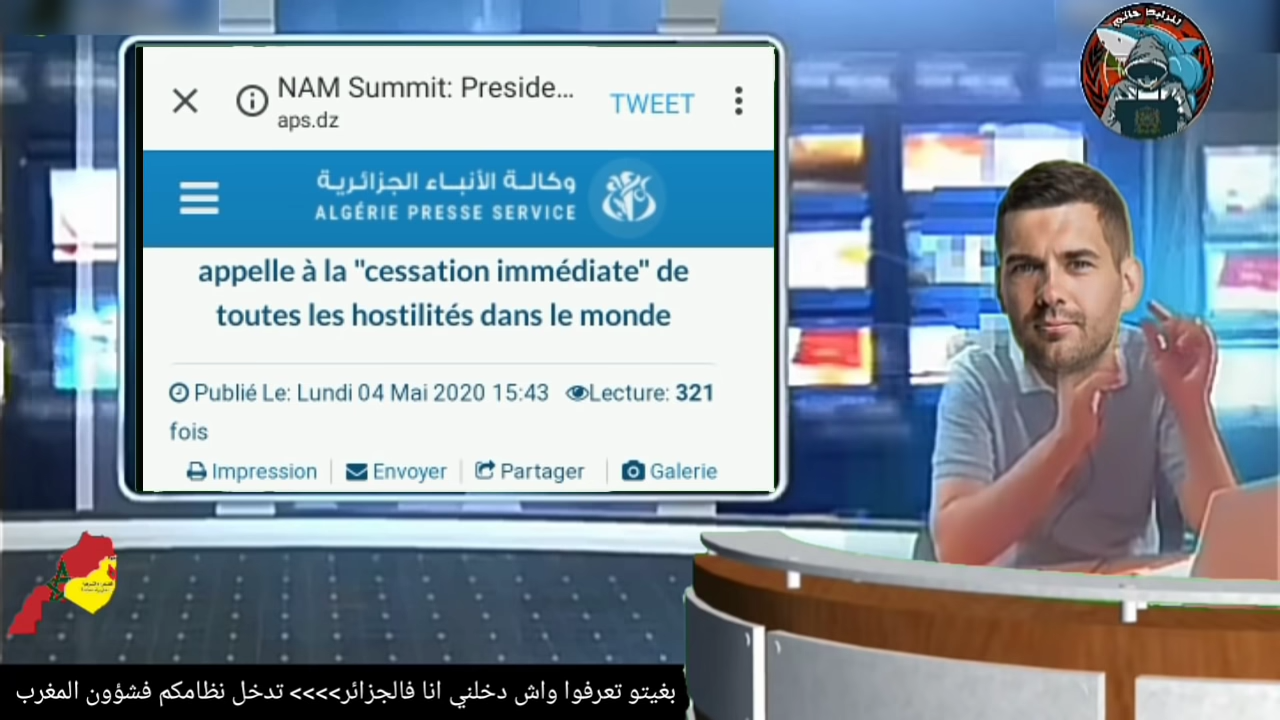 NAM Summit: Preside...
TWEET
aps.dz
وكالـة الأنبـاء الجزائرية
ALGÉRIE PRESSE SERVICE
appelle à la "cessation immédiate" de
toutes les hostilités dans le monde
Publié Le: Lundi 04 Mai 2020 15:43 Lecture: 321
fois
Impression
Envoyer
Partager
Galerie
بغيتو تعرفوا واش دخلني انا فالجزائر>>>> تدخل نظامكم فشؤون المغرب